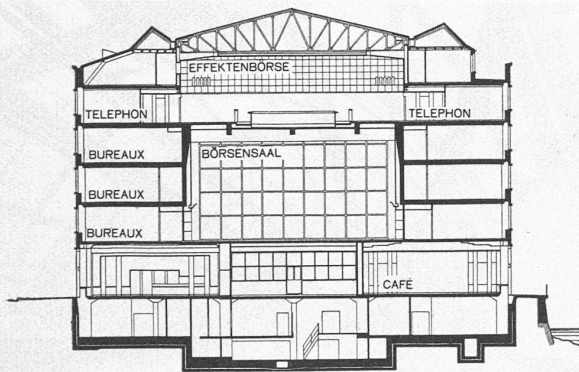 EFFEKTENBÖRSE
TELEPHON
TELEPHON
BUREAUX
BÖRSENSAAL
BUREAUX
BUREAUX
CAFÉ